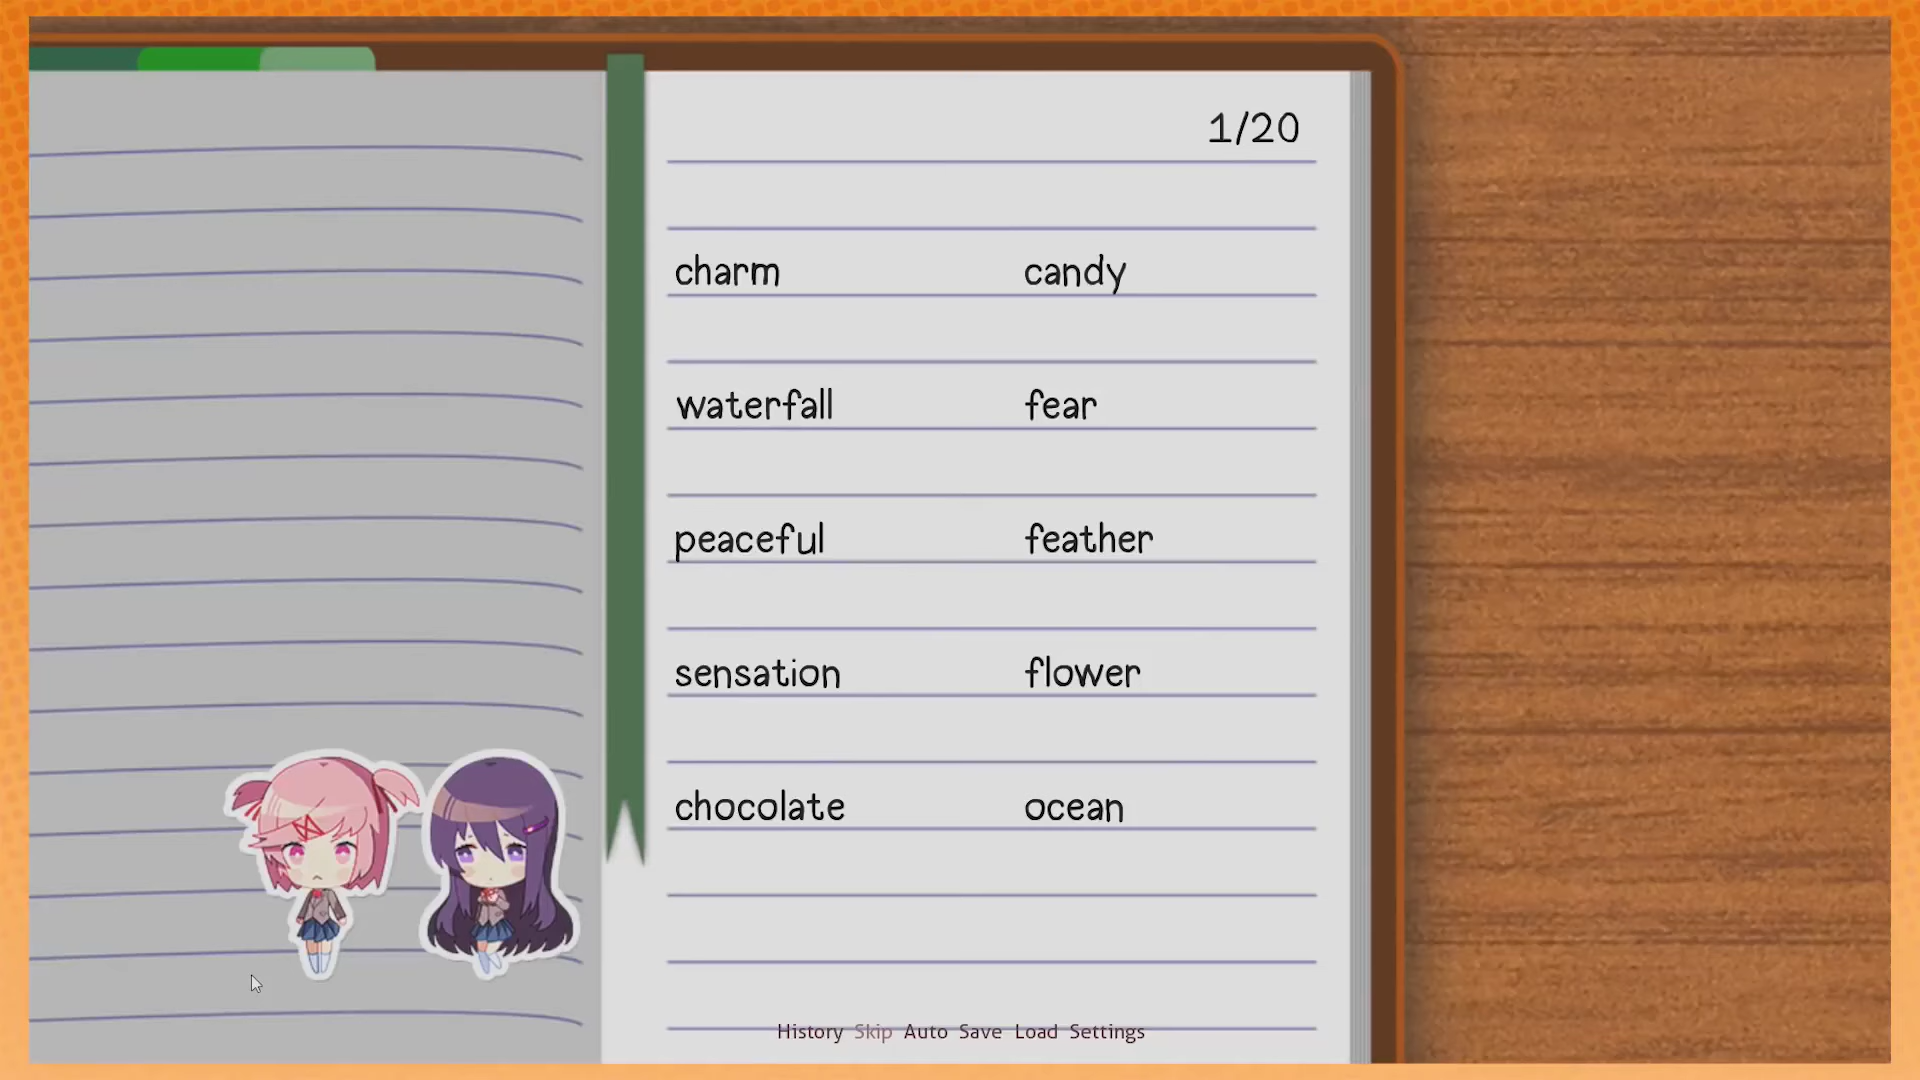 1/20
charm candy
waterfall fear
peaceful feather
sensation flower
chocolate ocean
History Skip Auto Save Load Settings